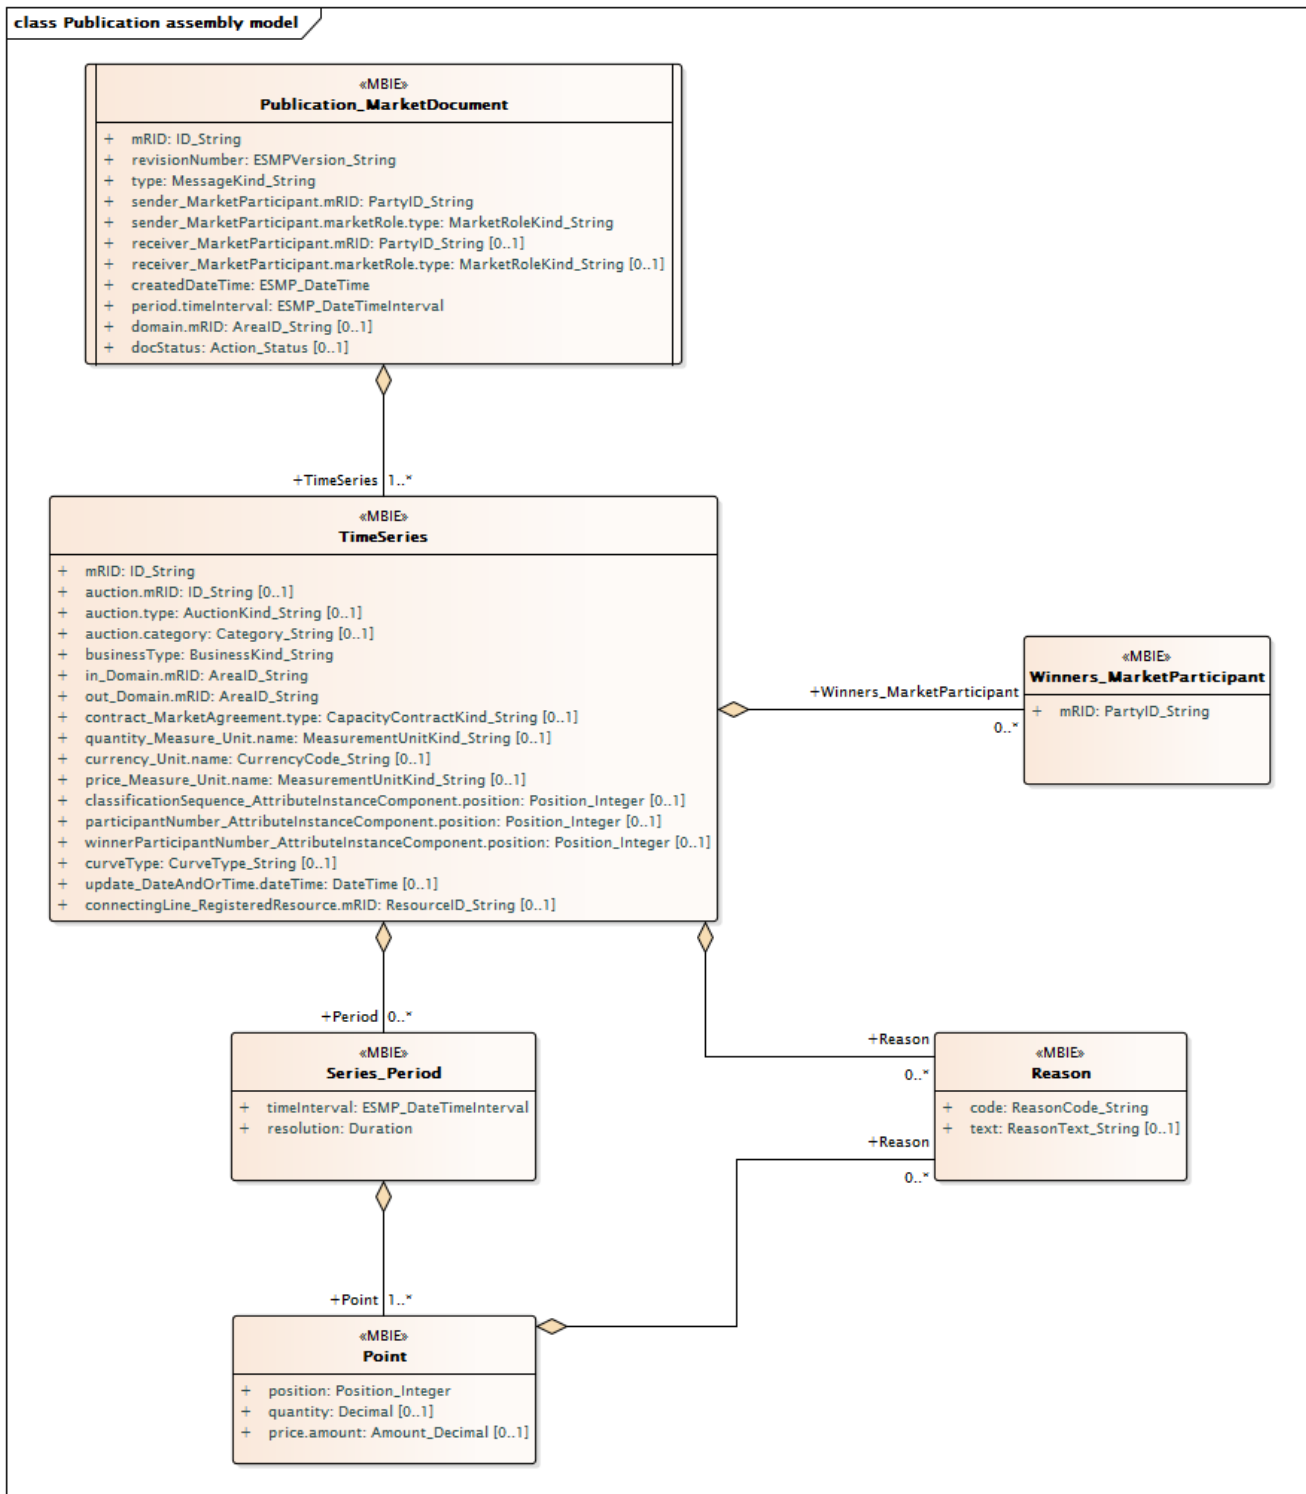 class Publication assembly model
«MBIE»
Publication_MarketDocument
+ mRID: ID_String
+ revisionNumber: ESMPVersion_String
+ type: MessageKind_String
+ sender_MarketParticipant.mRID: PartyID_String
+ sender_MarketParticipant.marketRole.type: MarketRoleKind_String
+ receiver_MarketParticipant.mRID: PartyID_String [0..1]
+ receiver_MarketParticipant.marketRole.type: MarketRoleKind_String [0..1]
+ createdDateTime: ESMP_DateTime
+ period.timeInterval: ESMP_DateTimeInterval
+ domain.mRID: AreaID_String [0..1]
+ docStatus: Action_Status [0..1]
+TimeSeries 1..*
«MBIE»
TimeSeries
+ mRID: ID_String
+ auction.mRID: ID_String [0..1]
+ auction.type: AuctionKind_String [0..1]
+ auction.category: Category_String [0..1]
+ businessType: BusinessKind_String
+ in_Domain.mRID: AreaID_String
+ out_Domain.mRID: AreaID_String
+ contract_MarketAgreement.type: CapacityContractKind_String [0..1]
+ quantity_Measure_Unit.name: MeasurementUnitKind_String [0..1]
+ currency_Unit.name: CurrencyCode_String [0..1]
+ price_Measure_Unit.name: MeasurementUnitKind_String [0..1]
+ classificationSequence_AttributeInstanceComponent.position: Position_Integer [0..1]
+ participantNumber_AttributeInstanceComponent.position: Position_Integer [0..1]
+ winnerParticipantNumber_AttributeInstanceComponent.position: Position_Integer [0..1]
+ curveType: CurveType_String [0..1]
+ update_DateAndOrTime.dateTime: DateTime [0..1]
+ connectingLine_RegisteredResource.mRID: ResourceID_String [0..1]
+Winners_MarketParticipant
0..*
«MBIE»
Winners_MarketParticipant
+ mRID: PartyID_String
+Period 0..*
«MBIE»
Series_Period
+ timeInterval: ESMP_DateTimeInterval
+ resolution: Duration
+Reason
0..*
«MBIE»
Reason
+ code: ReasonCode_String
+ text: ReasonText_String [0..1]
+Reason
0..*
+Point 1..*
«MBIE»
Point
+ position: Position_Integer
+ quantity: Decimal [0..1]
+ price.amount: Amount_Decimal [0..1]